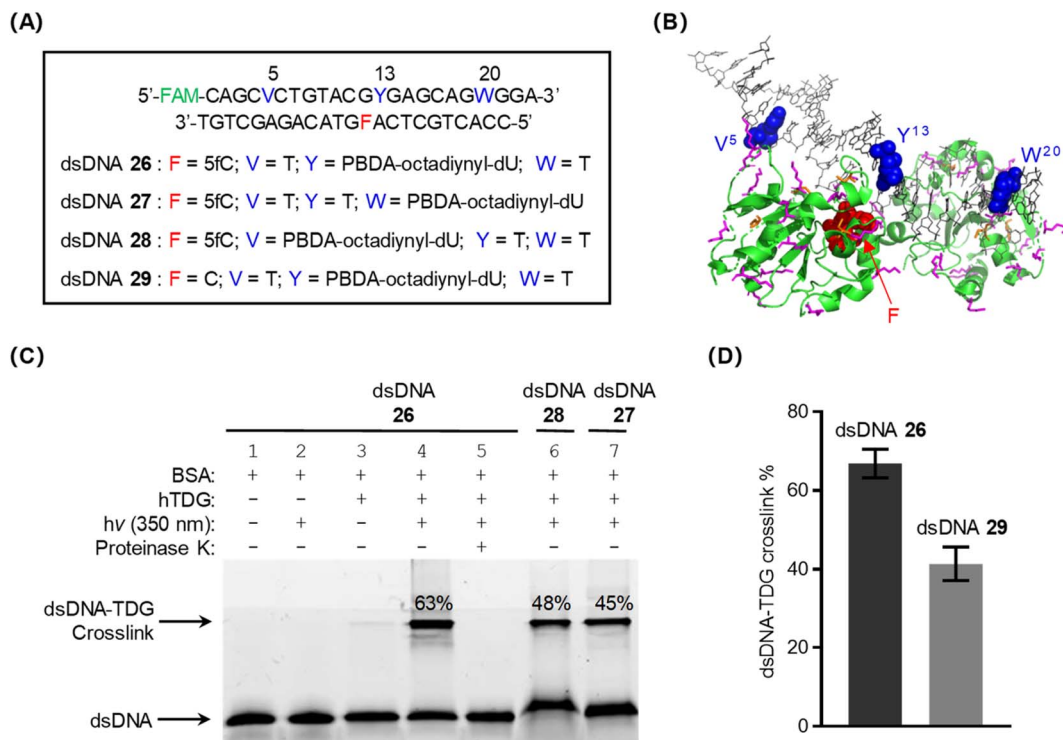 (A)
5 13 20
5'-FAM-CAGCVCTGTACGYGAGCAGWGGA-3'
3'-TGTCGAGACATGFACTCGTCACC-5'
dsDNA 26 : F = 5fC; V = T; Y = PBDA-octadiynyl-dU; W = T
dsDNA 27 : F = 5fC; V = T; Y = T; W = PBDA-octadiynyl-dU
dsDNA 28 : F = 5fC; V = PBDA-octadiynyl-dU; Y = T; W = T
dsDNA 29 : F = C; V = T; Y = PBDA-octadiynyl-dU; W = T
(B)
V5
Y13
W20
F
(C)
dsDNA dsDNA dsDNA
26 28 27
1 2 3 4 5 6 7
BSA: + + + + + + +
hTDG: – – + + + + +
hν (350 nm): – + – + + + +
Proteinase K: – – – – + – –
63% 48% 45%
dsDNA-TDG
Crosslink
dsDNA
(D)
dsDNA-TDG crosslink %
80
60
40
20
0
dsDNA 26
dsDNA 29